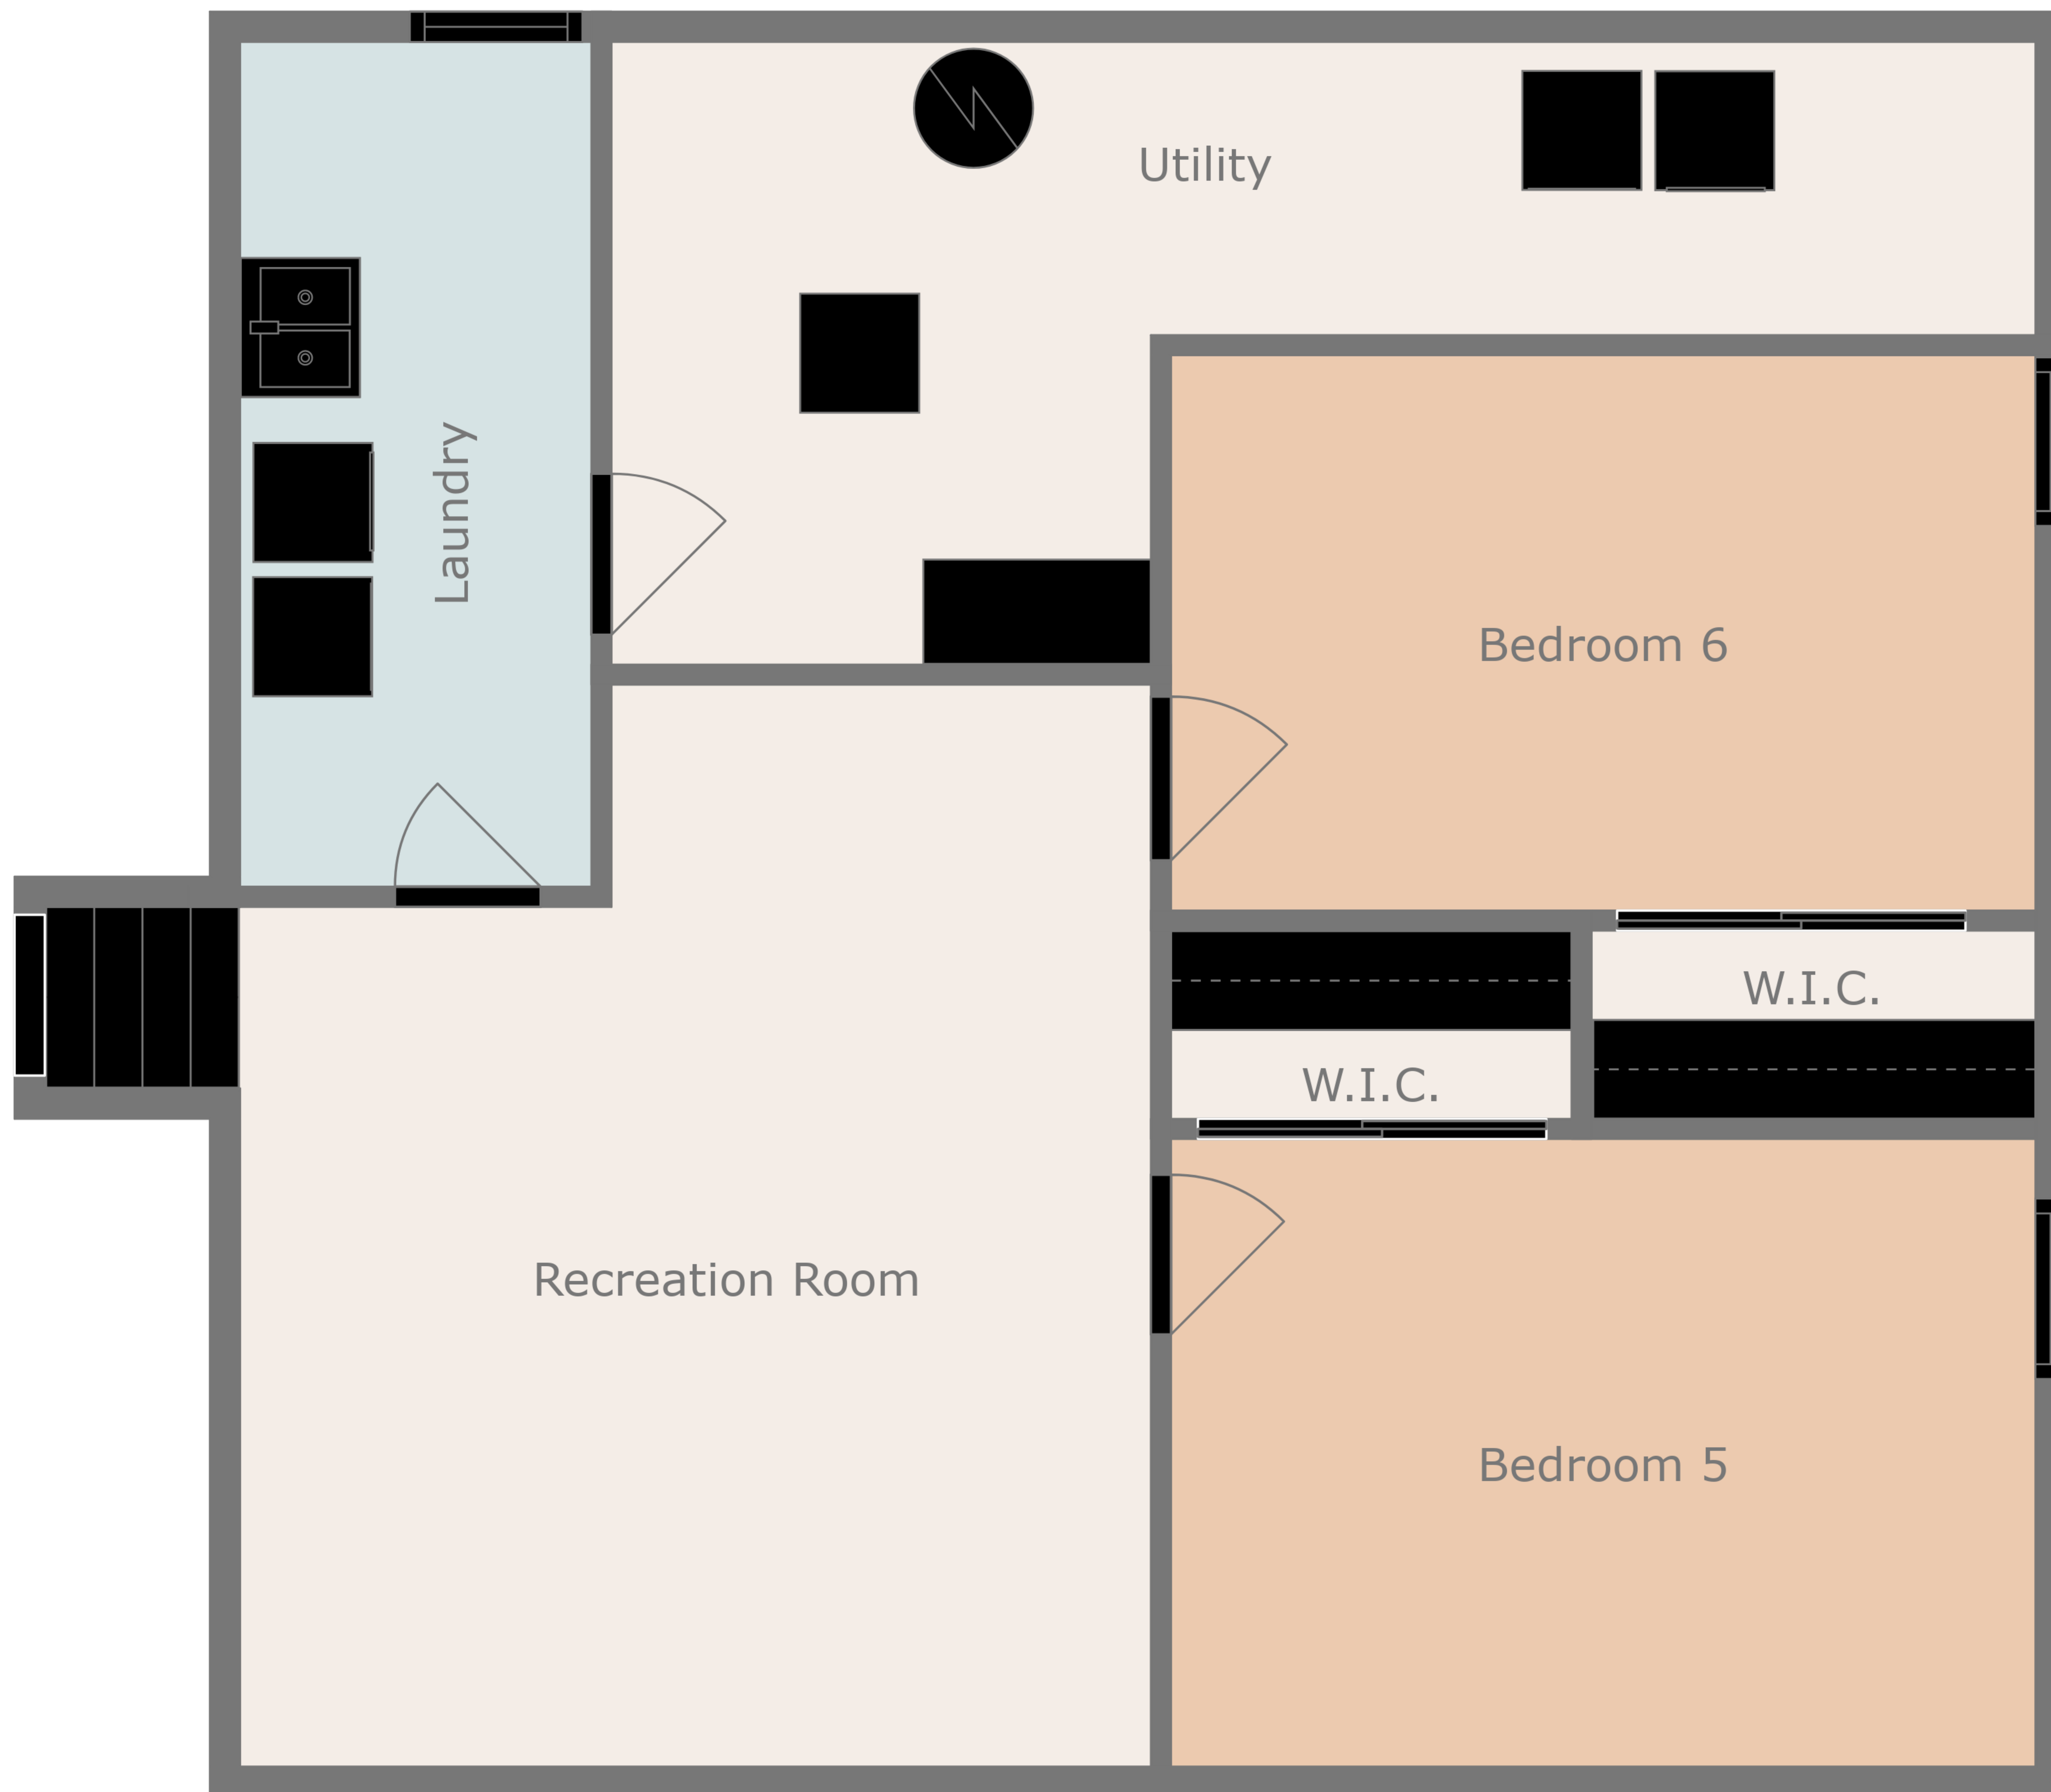 Utility
Laundry
Bedroom 6
W.I.C.
W.I.C.
Recreation Room
Bedroom 5